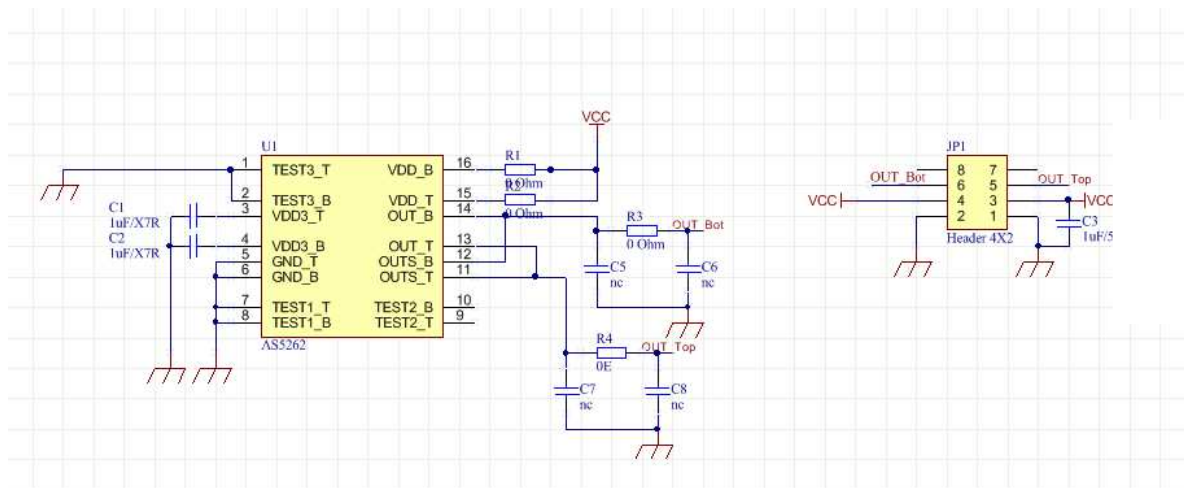 VCC
U1
JP1
1 TEST3_T VDD_B 16 R1
0 Ohm
2 TEST3_B VDD_T 15 R2
0 Ohm
C1
1uF/X7R
3 VDD3_T OUT_B 14
C2
1uF/X7R
4 VDD3_B OUT_T 13
5 GND_T OUTS_B 12
6 GND_B OUTS_T 11
7 TEST1_T TEST2_B 10
8 TEST1_B TEST2_T 9
AS5262
R3
0 Ohm
OUT_Bot
C5
nc
C6
nc
R4
0E
OUT_Top
C7
nc
C8
nc
8 7
OUT_Bot 6 5 OUT_Top
VCC 4 3 VCC
2 1
C3
1uF/5
Header 4X2